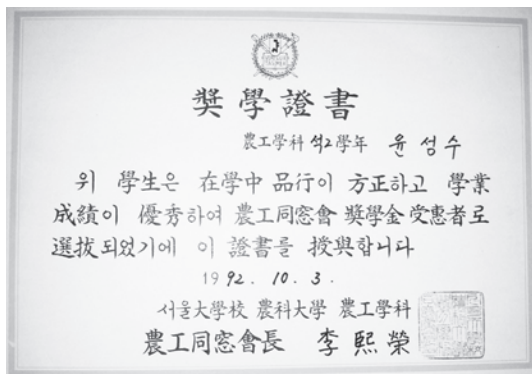 獎學證書
農工學科 석2學年 윤성수
위 學生은 在學中 品行이 方正하고 學業
成績이 優秀하여 農工同窓會 獎學金 受惠者로
選拔되었기에 이 證書를 授與합니다
1992. 10. 3.
서울大學校 農科大學 農工學科
農工同窓會長 李熙榮